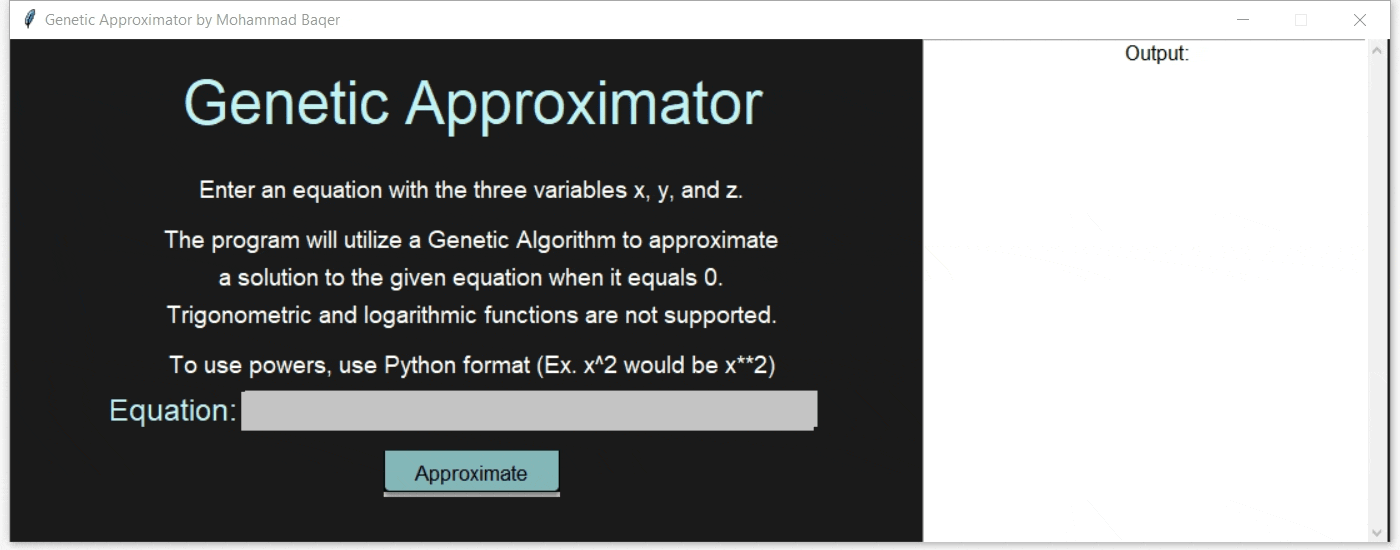 Genetic Approximator by Mohammad Baqer
Genetic Approximator
Enter an equation with the three variables x, y, and z.
The program will utilize a Genetic Algorithm to approximate
a solution to the given equation when it equals 0.
Trigonometric and logarithmic functions are not supported.
To use powers, use Python format (Ex. x^2 would be x**2)
Equation:
Approximate
Output: